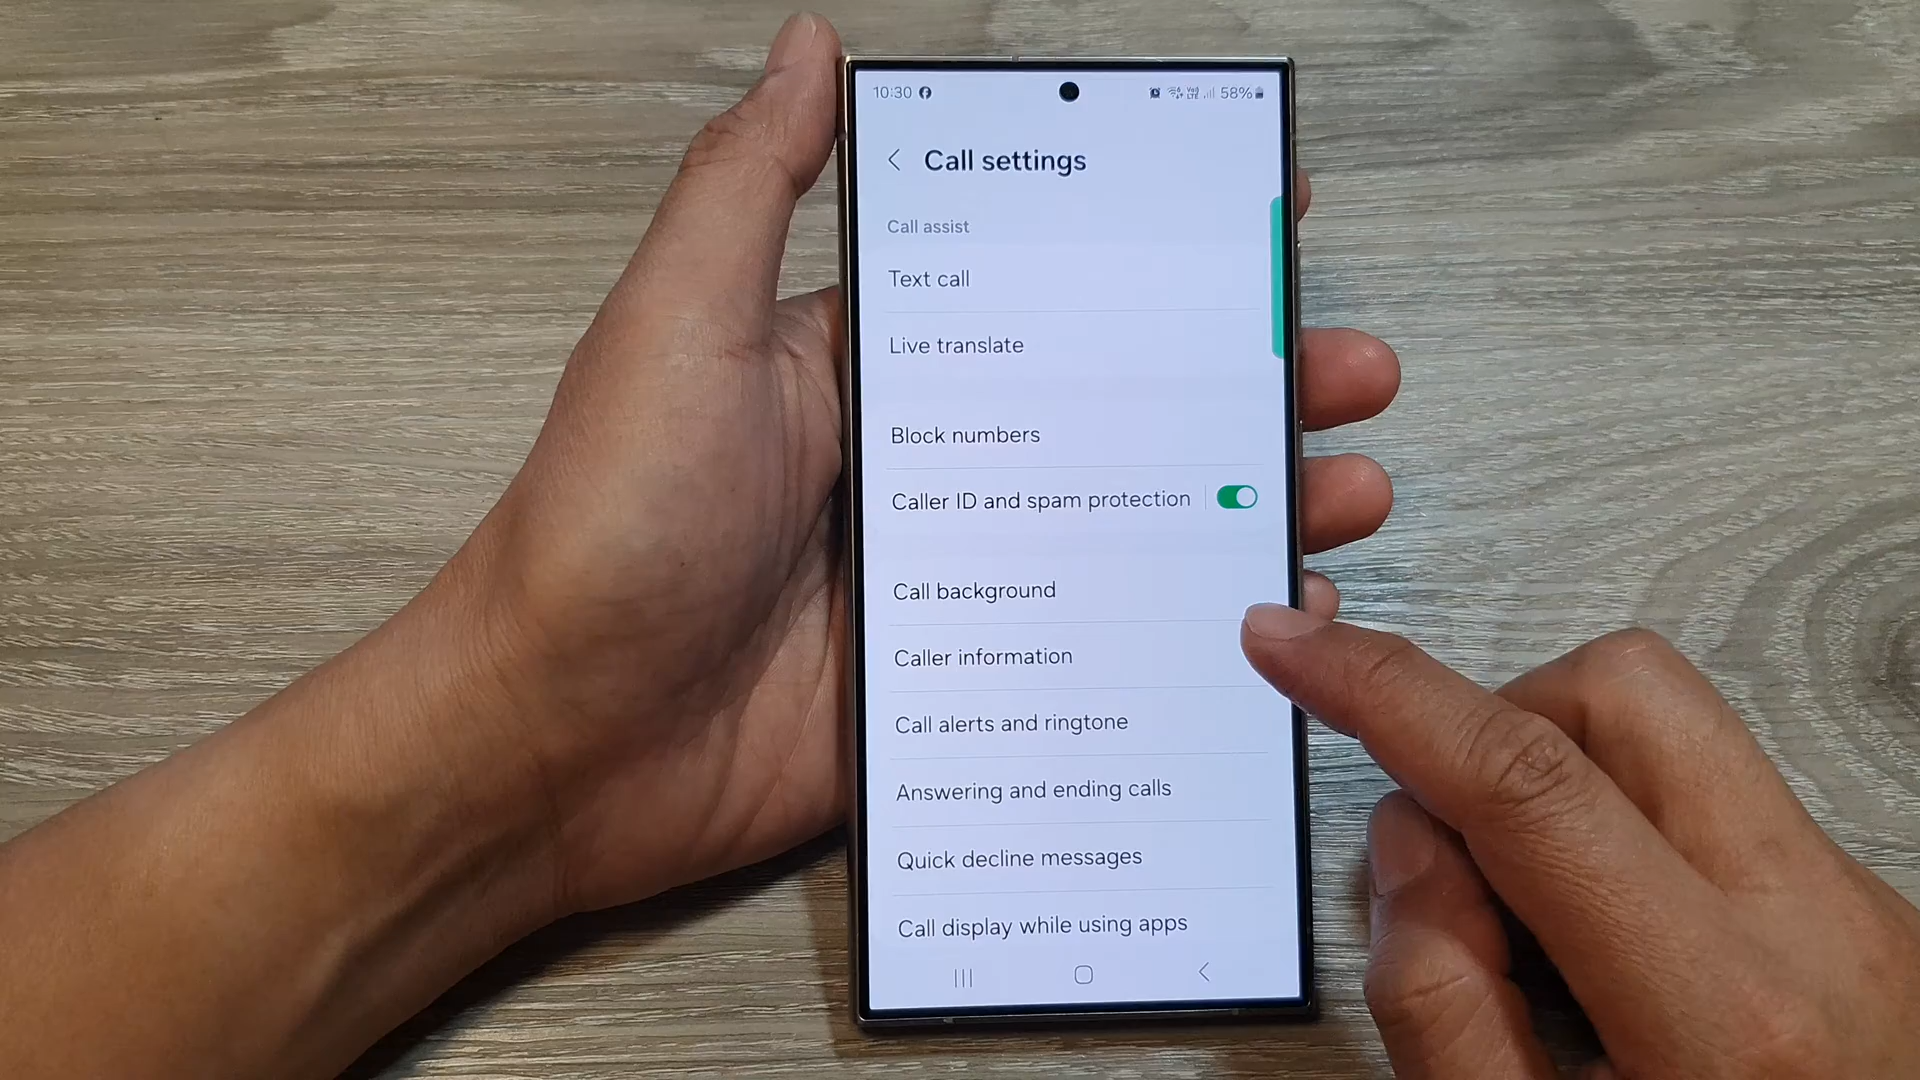 10:30 58%
Call settings
Call assist
Text call
Live translate
Block numbers
Caller ID and spam protection
Call background
Caller information
Call alerts and ringtone
Answering and ending calls
Quick decline messages
Call display while using apps